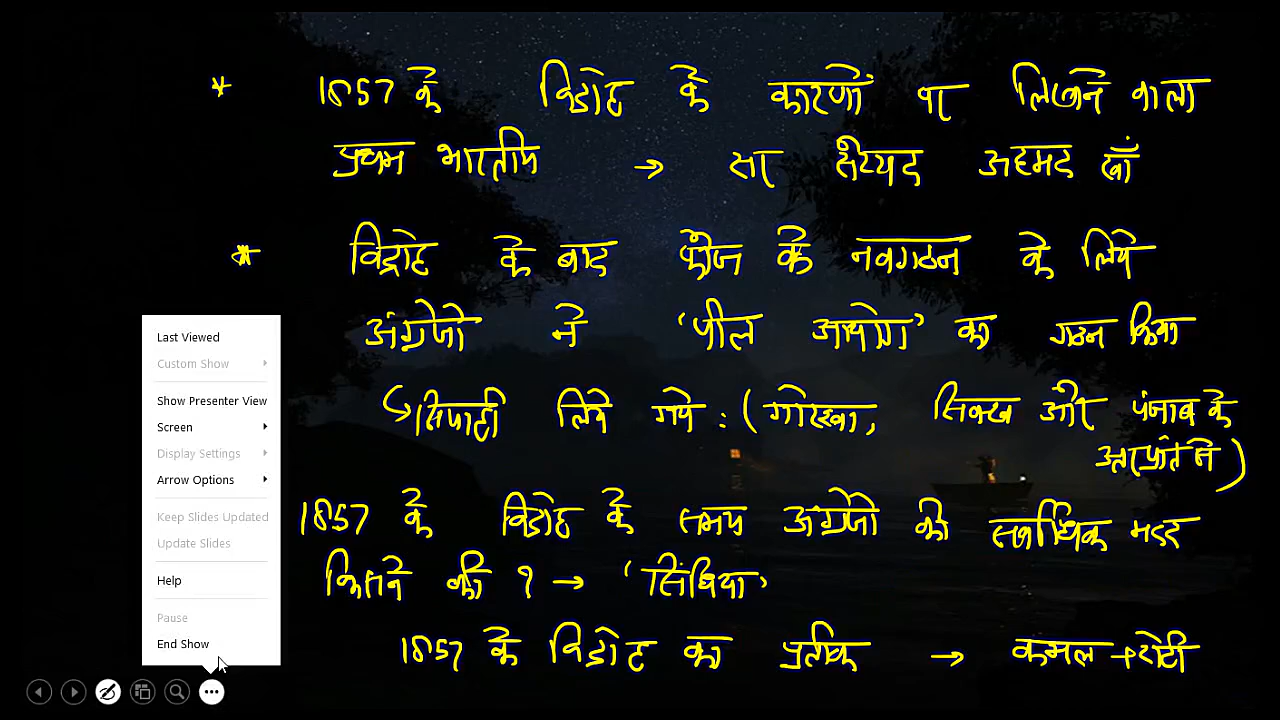 * 1857 के विद्रोह के कारणों पर लिखने वाला
प्रथम भारतीय → सर सैय्यद अहमद खाँ
* विद्रोह के बाद फौज के नवगठन के लिये
अंग्रेजो ने 'पील आयोग' का गठन किया
↳ सिपाही लिये गये : (गोरखा, सिक्ख और पंजाब के
उत्तर प्रांत से)
1857 के विद्रोह के समय अंग्रेजो की सर्वाधिक मदद
किसने की ? → 'सिंधिया'
1857 के विद्रोह का प्रतीक → कमल + रोटी
Last Viewed
Custom Show
Show Presenter View
Screen
Display Settings
Arrow Options
Keep Slides Updated
Update Slides
Help
Pause
End Show